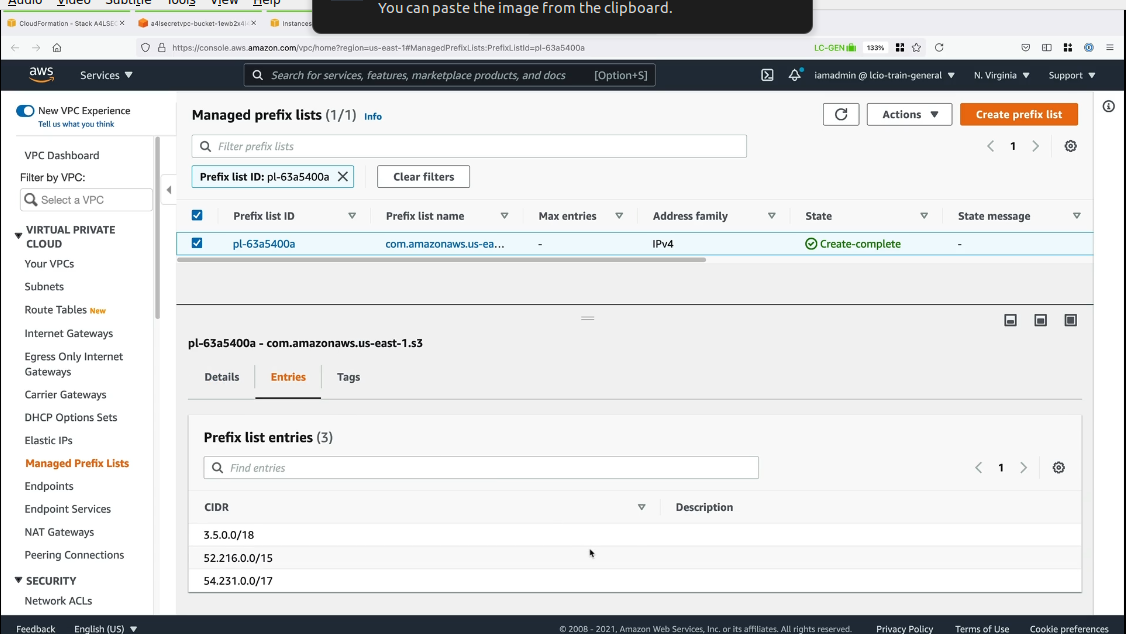 Audio Video Subtitle Tools View Help
You can paste the image from the clipboard.
CloudFormation - Stack A4LSEC
a4lsecretvpc-bucket-1ewb2x4
Instances
https://console.aws.amazon.com/vpc/home?region=us-east-1#ManagedPrefixLists:PrefixListId=pl-63a5400a
LC-GEN
133%
aws
Services
Search for services, features, marketplace products, and docs [Option+S]
iamadmin @ lcio-train-general
N. Virginia
Support
New VPC Experience
Tell us what you think
VPC Dashboard
Filter by VPC:
Select a VPC
VIRTUAL PRIVATE
CLOUD
Your VPCs
Subnets
Route Tables New
Internet Gateways
Egress Only Internet
Gateways
Carrier Gateways
DHCP Options Sets
Elastic IPs
Managed Prefix Lists
Endpoints
Endpoint Services
NAT Gateways
Peering Connections
SECURITY
Network ACLs
Managed prefix lists (1/1) Info
Actions
Create prefix list
Filter prefix lists
1
Prefix list ID: pl-63a5400a
Clear filters
Prefix list ID Prefix list name Max entries Address family State State message
pl-63a5400a com.amazonaws.us-ea... - IPv4 Create-complete -
pl-63a5400a - com.amazonaws.us-east-1.s3
Details Entries Tags
Prefix list entries (3)
Find entries
1
CIDR Description
3.5.0.0/18
52.216.0.0/15
54.231.0.0/17
Feedback English (US) © 2008 - 2021, Amazon Web Services, Inc. or its affiliates. All rights reserved. Privacy Policy Terms of Use Cookie preferences